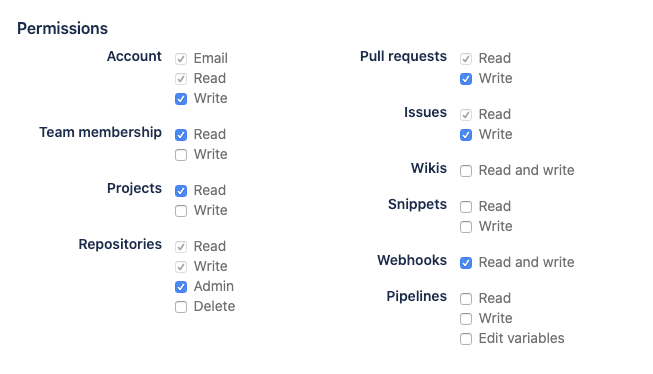 Permissions
Account
Email
Read
Write
Team membership
Read
Write
Projects
Read
Write
Repositories
Read
Write
Admin
Delete
Pull requests
Read
Write
Issues
Read
Write
Wikis
Read and write
Snippets
Read
Write
Webhooks
Read and write
Pipelines
Read
Write
Edit variables